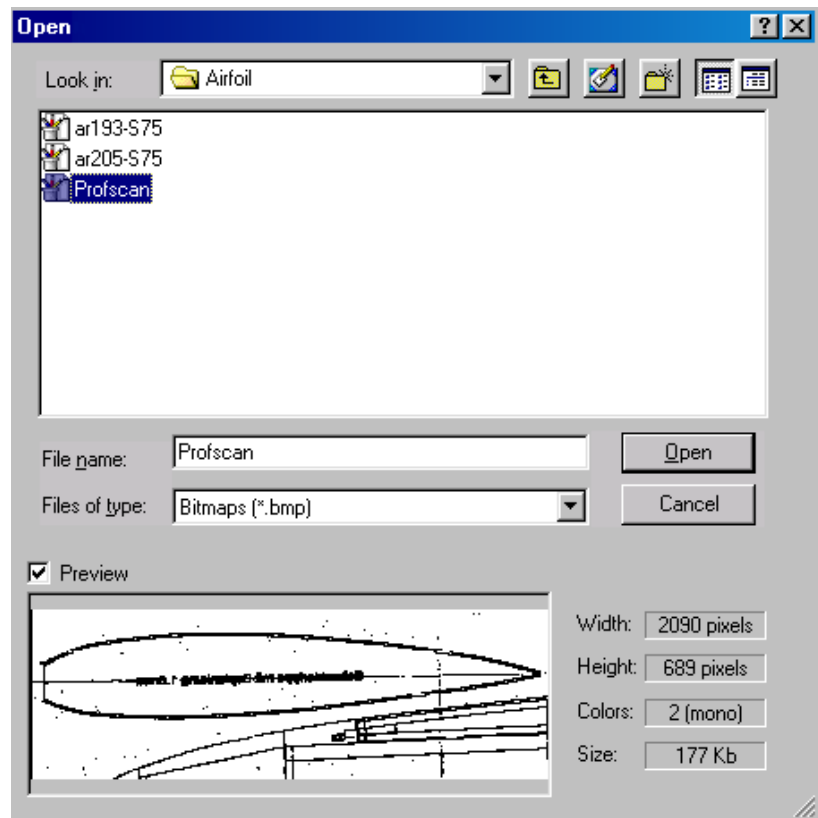 Open
Look in: Airfoil
ar193-S75
ar205-S75
Profscan
File name: Profscan Open
Files of type: Bitmaps (*.bmp) Cancel
Preview
Width: 2090 pixels
Height: 689 pixels
Colors: 2 (mono)
Size: 177 Kb